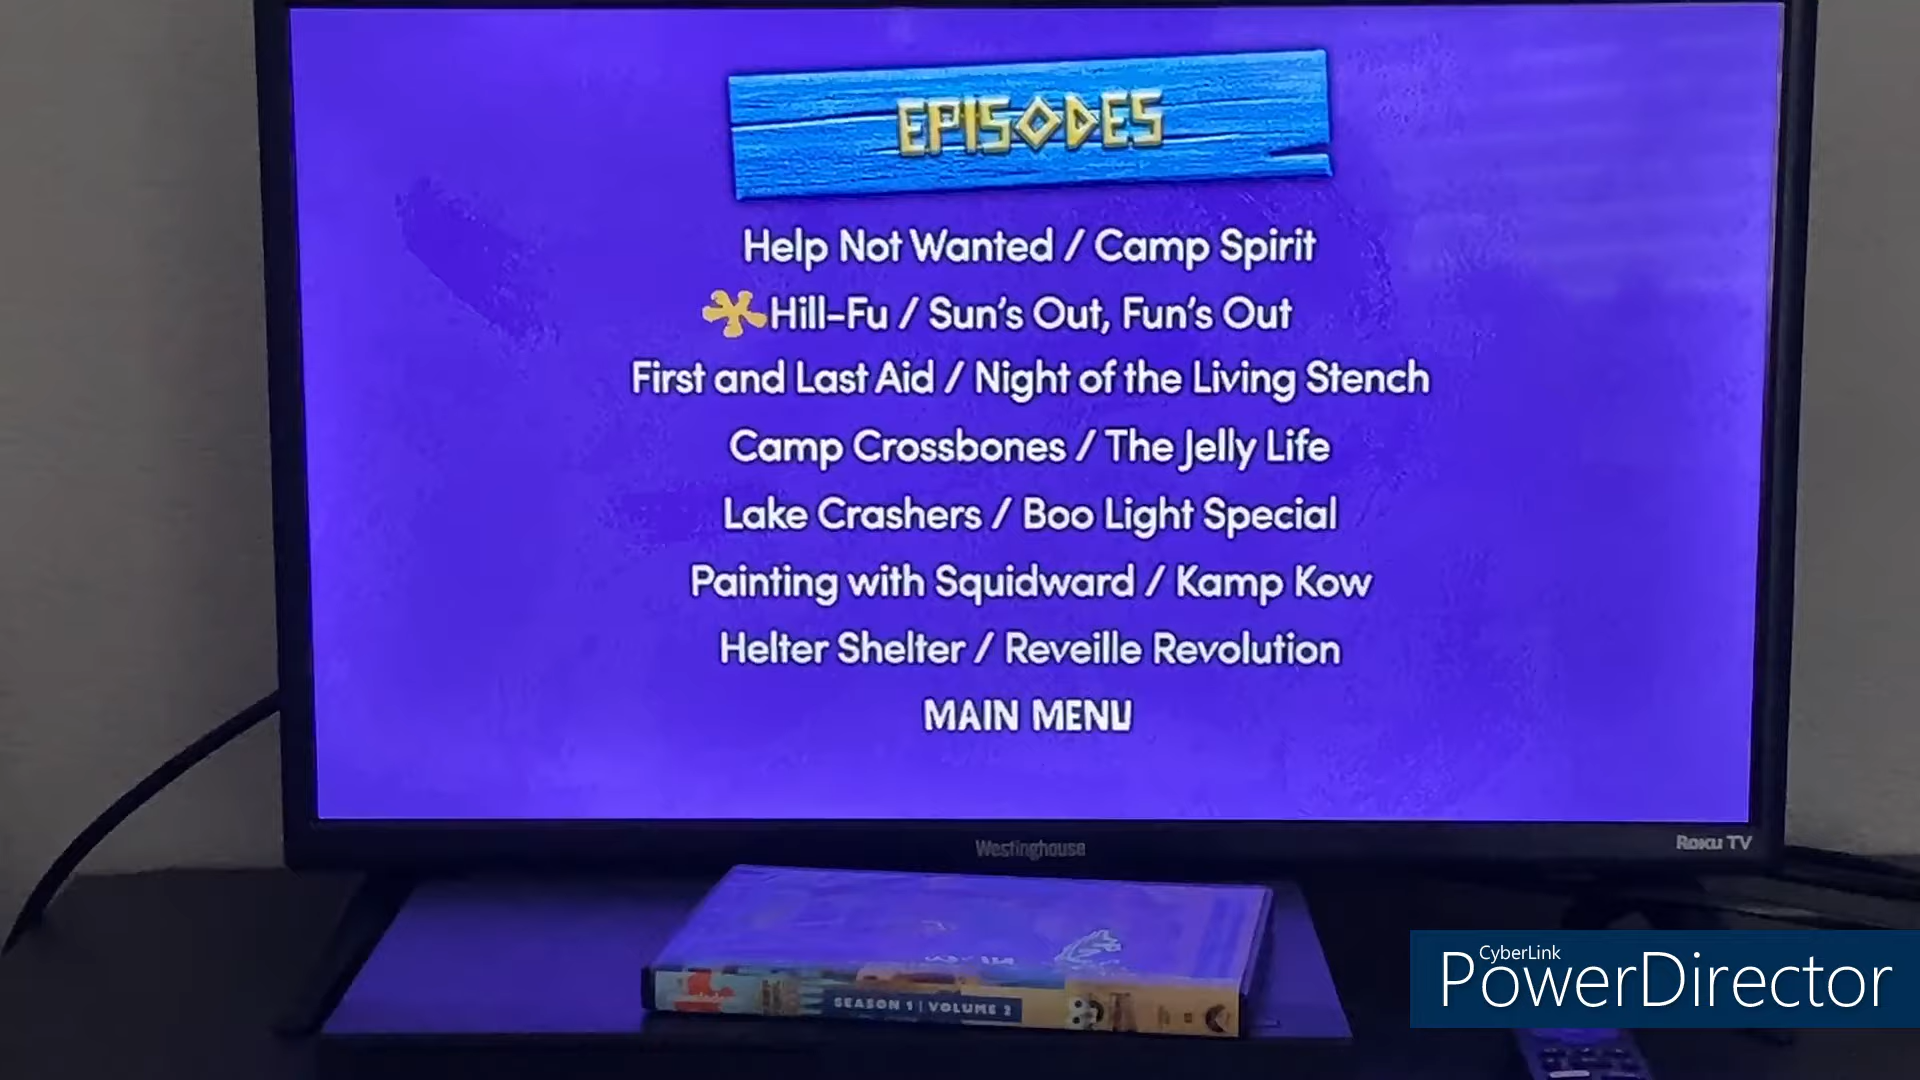 EPISODES
Help Not Wanted / Camp Spirit
Hill-Fu / Sun's Out, Fun's Out
First and Last Aid / Night of the Living Stench
Camp Crossbones / The Jelly Life
Lake Crashers / Boo Light Special
Painting with Squidward / Kamp Kow
Helter Shelter / Reveille Revolution
MAIN MENU
Westinghouse
Roku TV
SEASON 1 | VOLUME 2
CyberLink
PowerDirector